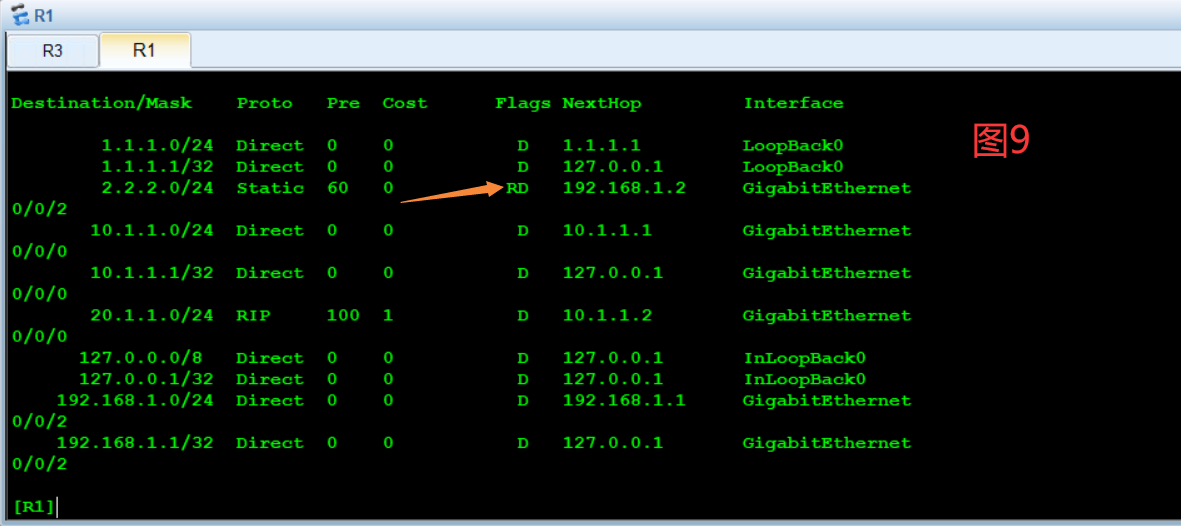 R1
R3 R1
Destination/Mask Proto Pre Cost Flags NextHop Interface
图9
1.1.1.0/24 Direct 0 0 D 1.1.1.1 LoopBack0
1.1.1.1/32 Direct 0 0 D 127.0.0.1 LoopBack0
2.2.2.0/24 Static 60 0 RD 192.168.1.2 GigabitEthernet
0/0/2
10.1.1.0/24 Direct 0 0 D 10.1.1.1 GigabitEthernet
0/0/0
10.1.1.1/32 Direct 0 0 D 127.0.0.1 GigabitEthernet
0/0/0
20.1.1.0/24 RIP 100 1 D 10.1.1.2 GigabitEthernet
0/0/0
127.0.0.0/8 Direct 0 0 D 127.0.0.1 InLoopBack0
127.0.0.1/32 Direct 0 0 D 127.0.0.1 InLoopBack0
192.168.1.0/24 Direct 0 0 D 192.168.1.1 GigabitEthernet
0/0/2
192.168.1.1/32 Direct 0 0 D 127.0.0.1 GigabitEthernet
0/0/2
[R1]